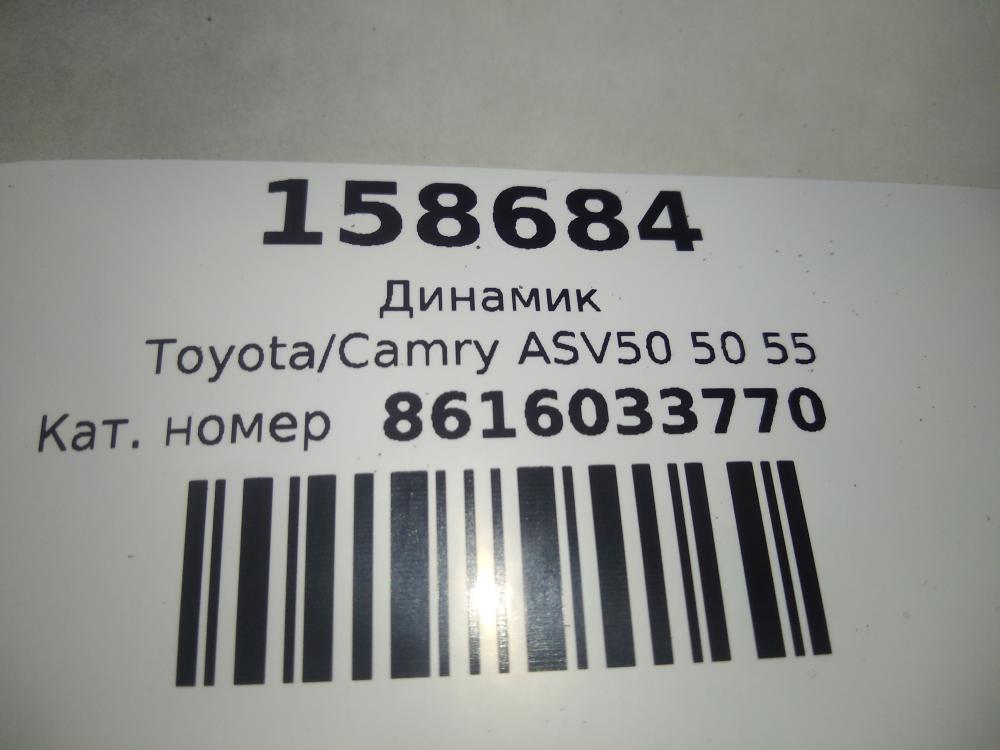 158684
Динамик
Toyota/Camry ASV50 50 55
Кат. номер 8616033770